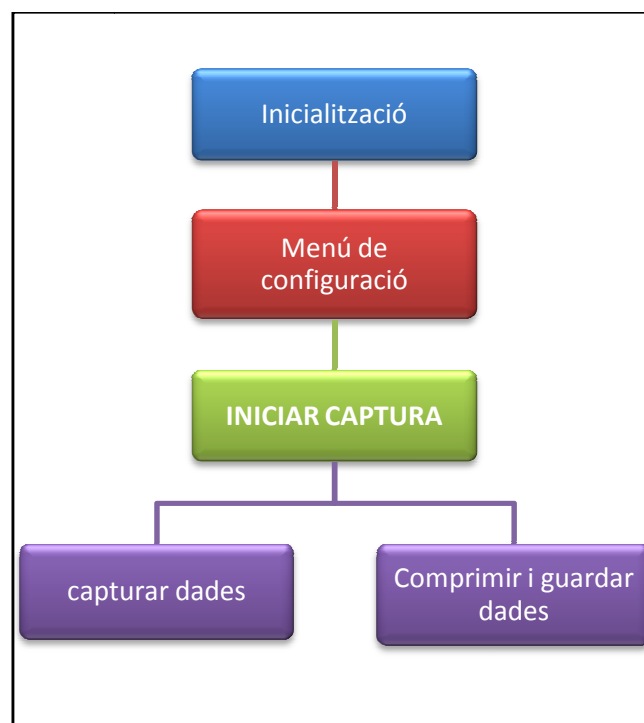 Inicialització
Menú de
configuració
INICIAR CAPTURA
capturar dades
Comprimir i guardar
dades